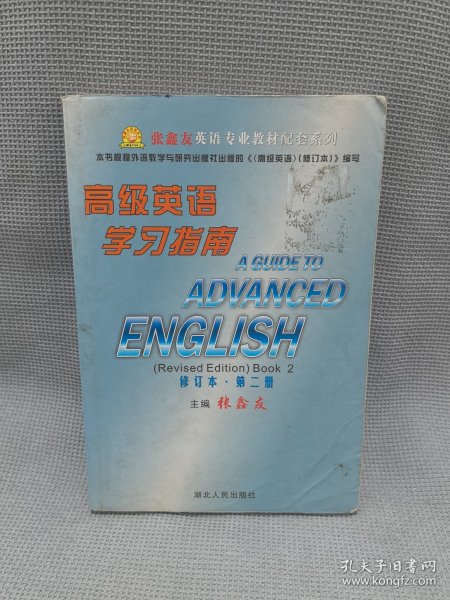 张鑫友英语专业教材配套系列
本书根据外语教学与研究出版社出版的《〈高级英语〉(修订本)》编写
高级英语
学习指南
A GUIDE TO
ADVANCED
ENGLISH
(Revised Edition) Book 2
修订本·第二册
主编 张鑫友
湖北人民出版社
孔夫子旧书网
www.kongfz.com